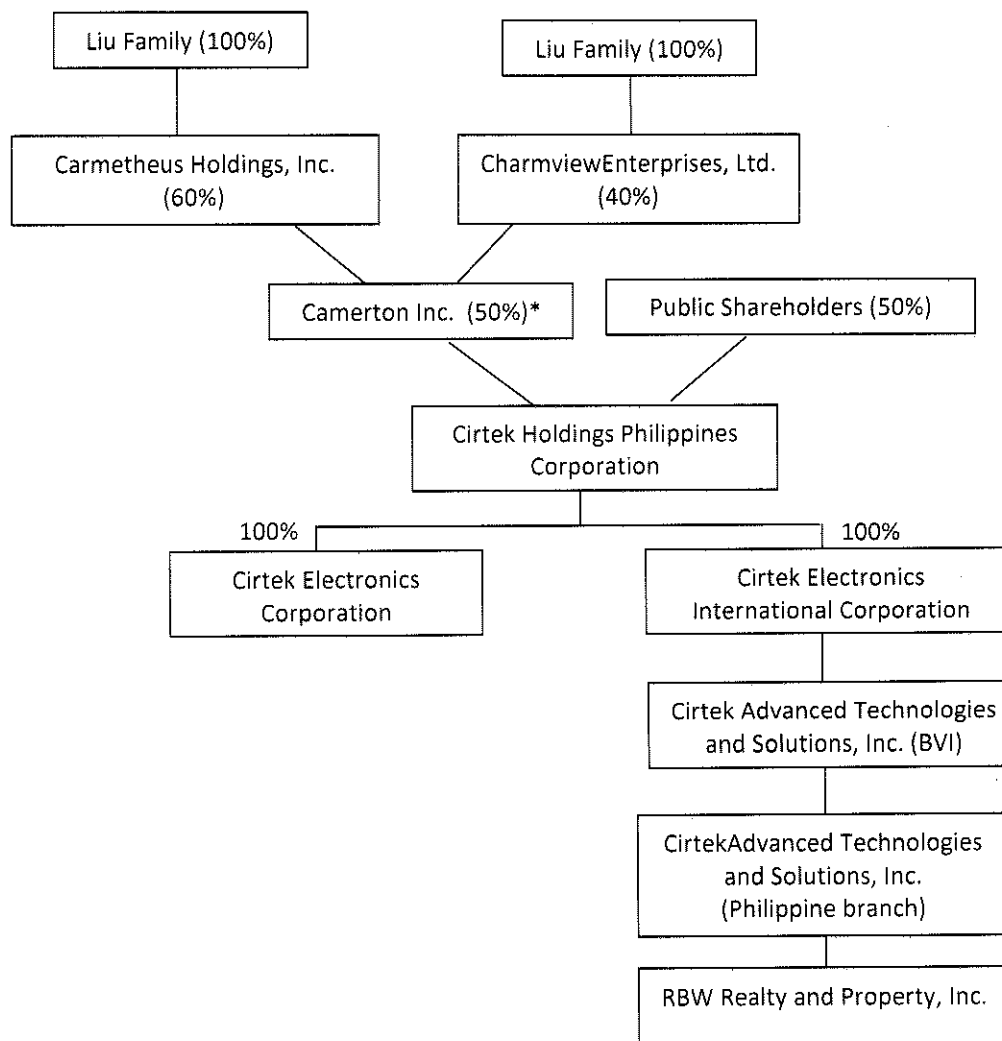 Liu Family (100%)
Liu Family (100%)
Carmetheus Holdings, Inc.
(60%)
CharmviewEnterprises, Ltd.
(40%)
Camerton Inc. (50%)*
Public Shareholders (50%)
Cirtek Holdings Philippines
Corporation
100%
100%
Cirtek Electronics
Corporation
Cirtek Electronics
International Corporation
Cirtek Advanced Technologies
and Solutions, Inc. (BVI)
CirtekAdvanced Technologies
and Solutions, Inc.
(Philippine branch)
RBW Realty and Property, Inc.